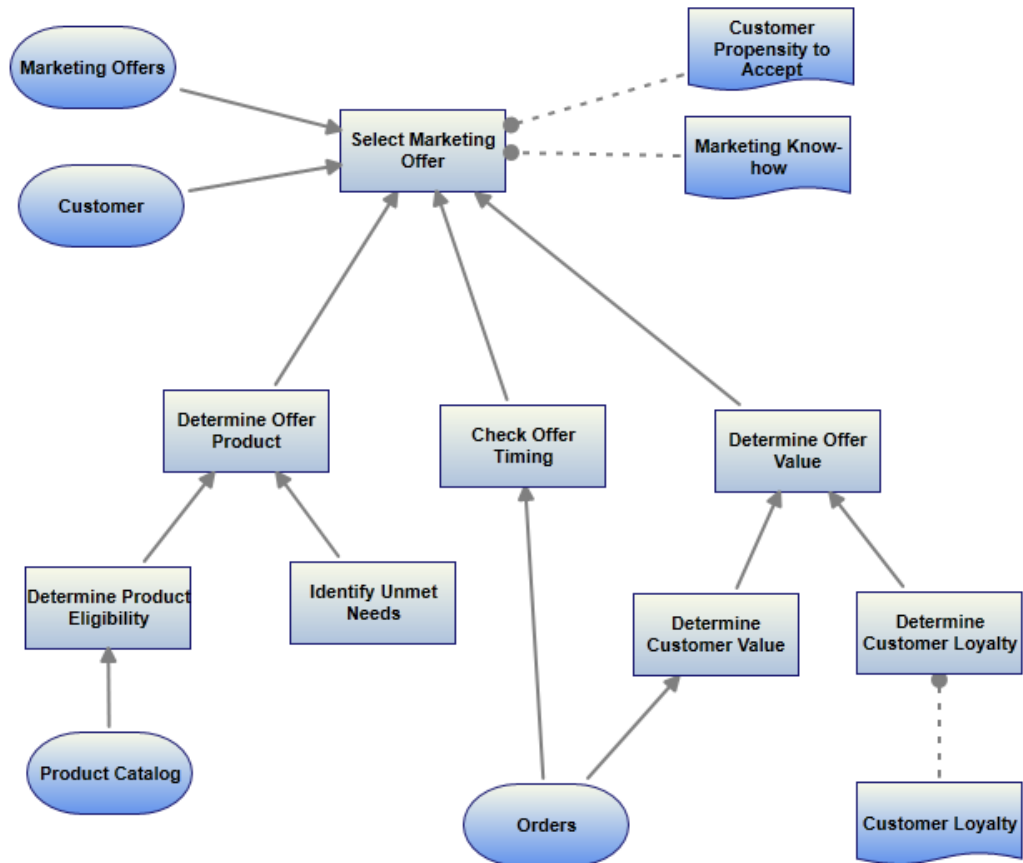 Marketing Offers
Customer
Propensity to
Accept
Select Marketing
Offer
Marketing Know-
how
Customer
Determine Offer
Product
Check Offer
Timing
Determine Offer
Value
Determine Product
Eligibility
Identify Unmet
Needs
Determine
Customer Value
Determine
Customer Loyalty
Product Catalog
Orders
Customer Loyalty